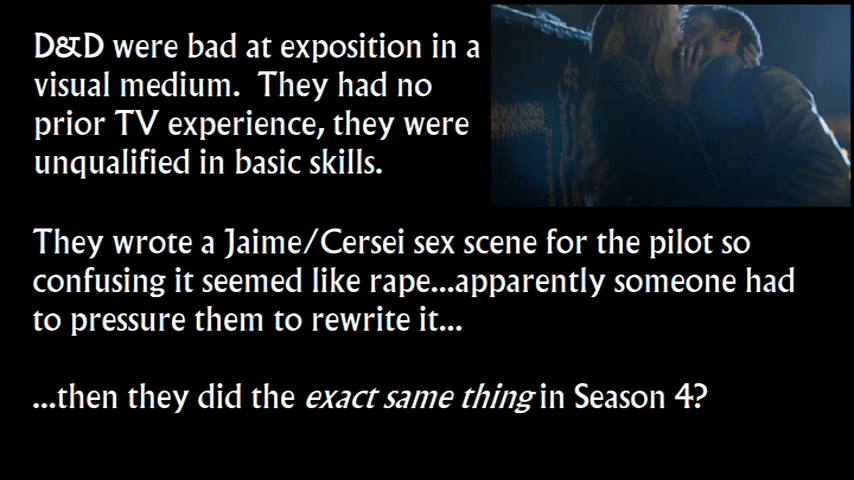 D&D were bad at exposition in a
visual medium.  They had no
prior TV experience, they were
unqualified in basic skills.
They wrote a Jaime/Cersei sex scene for the pilot so
confusing it seemed like rape...apparently someone had
to pressure them to rewrite it...
...then they did the exact same thing in Season 4?